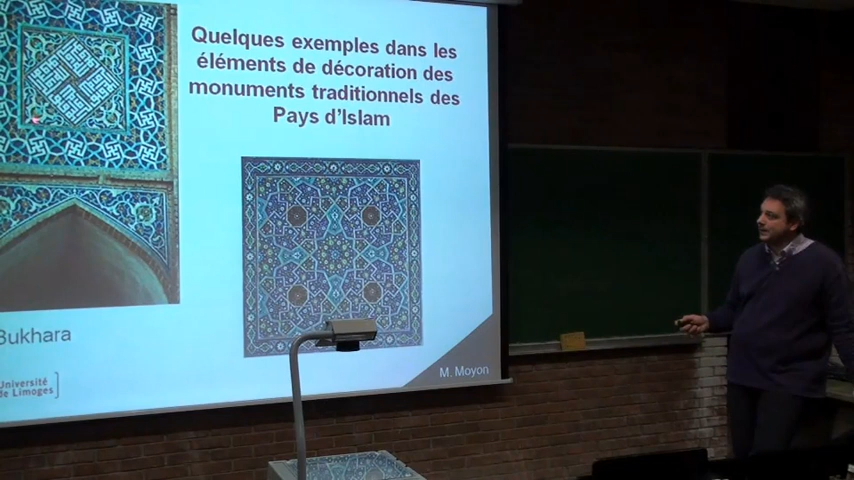 Quelques exemples dans les
éléments de décoration des
monuments traditionnels des
Pays d'Islam
Bukhara
Université
de Limoges
M. Moyon